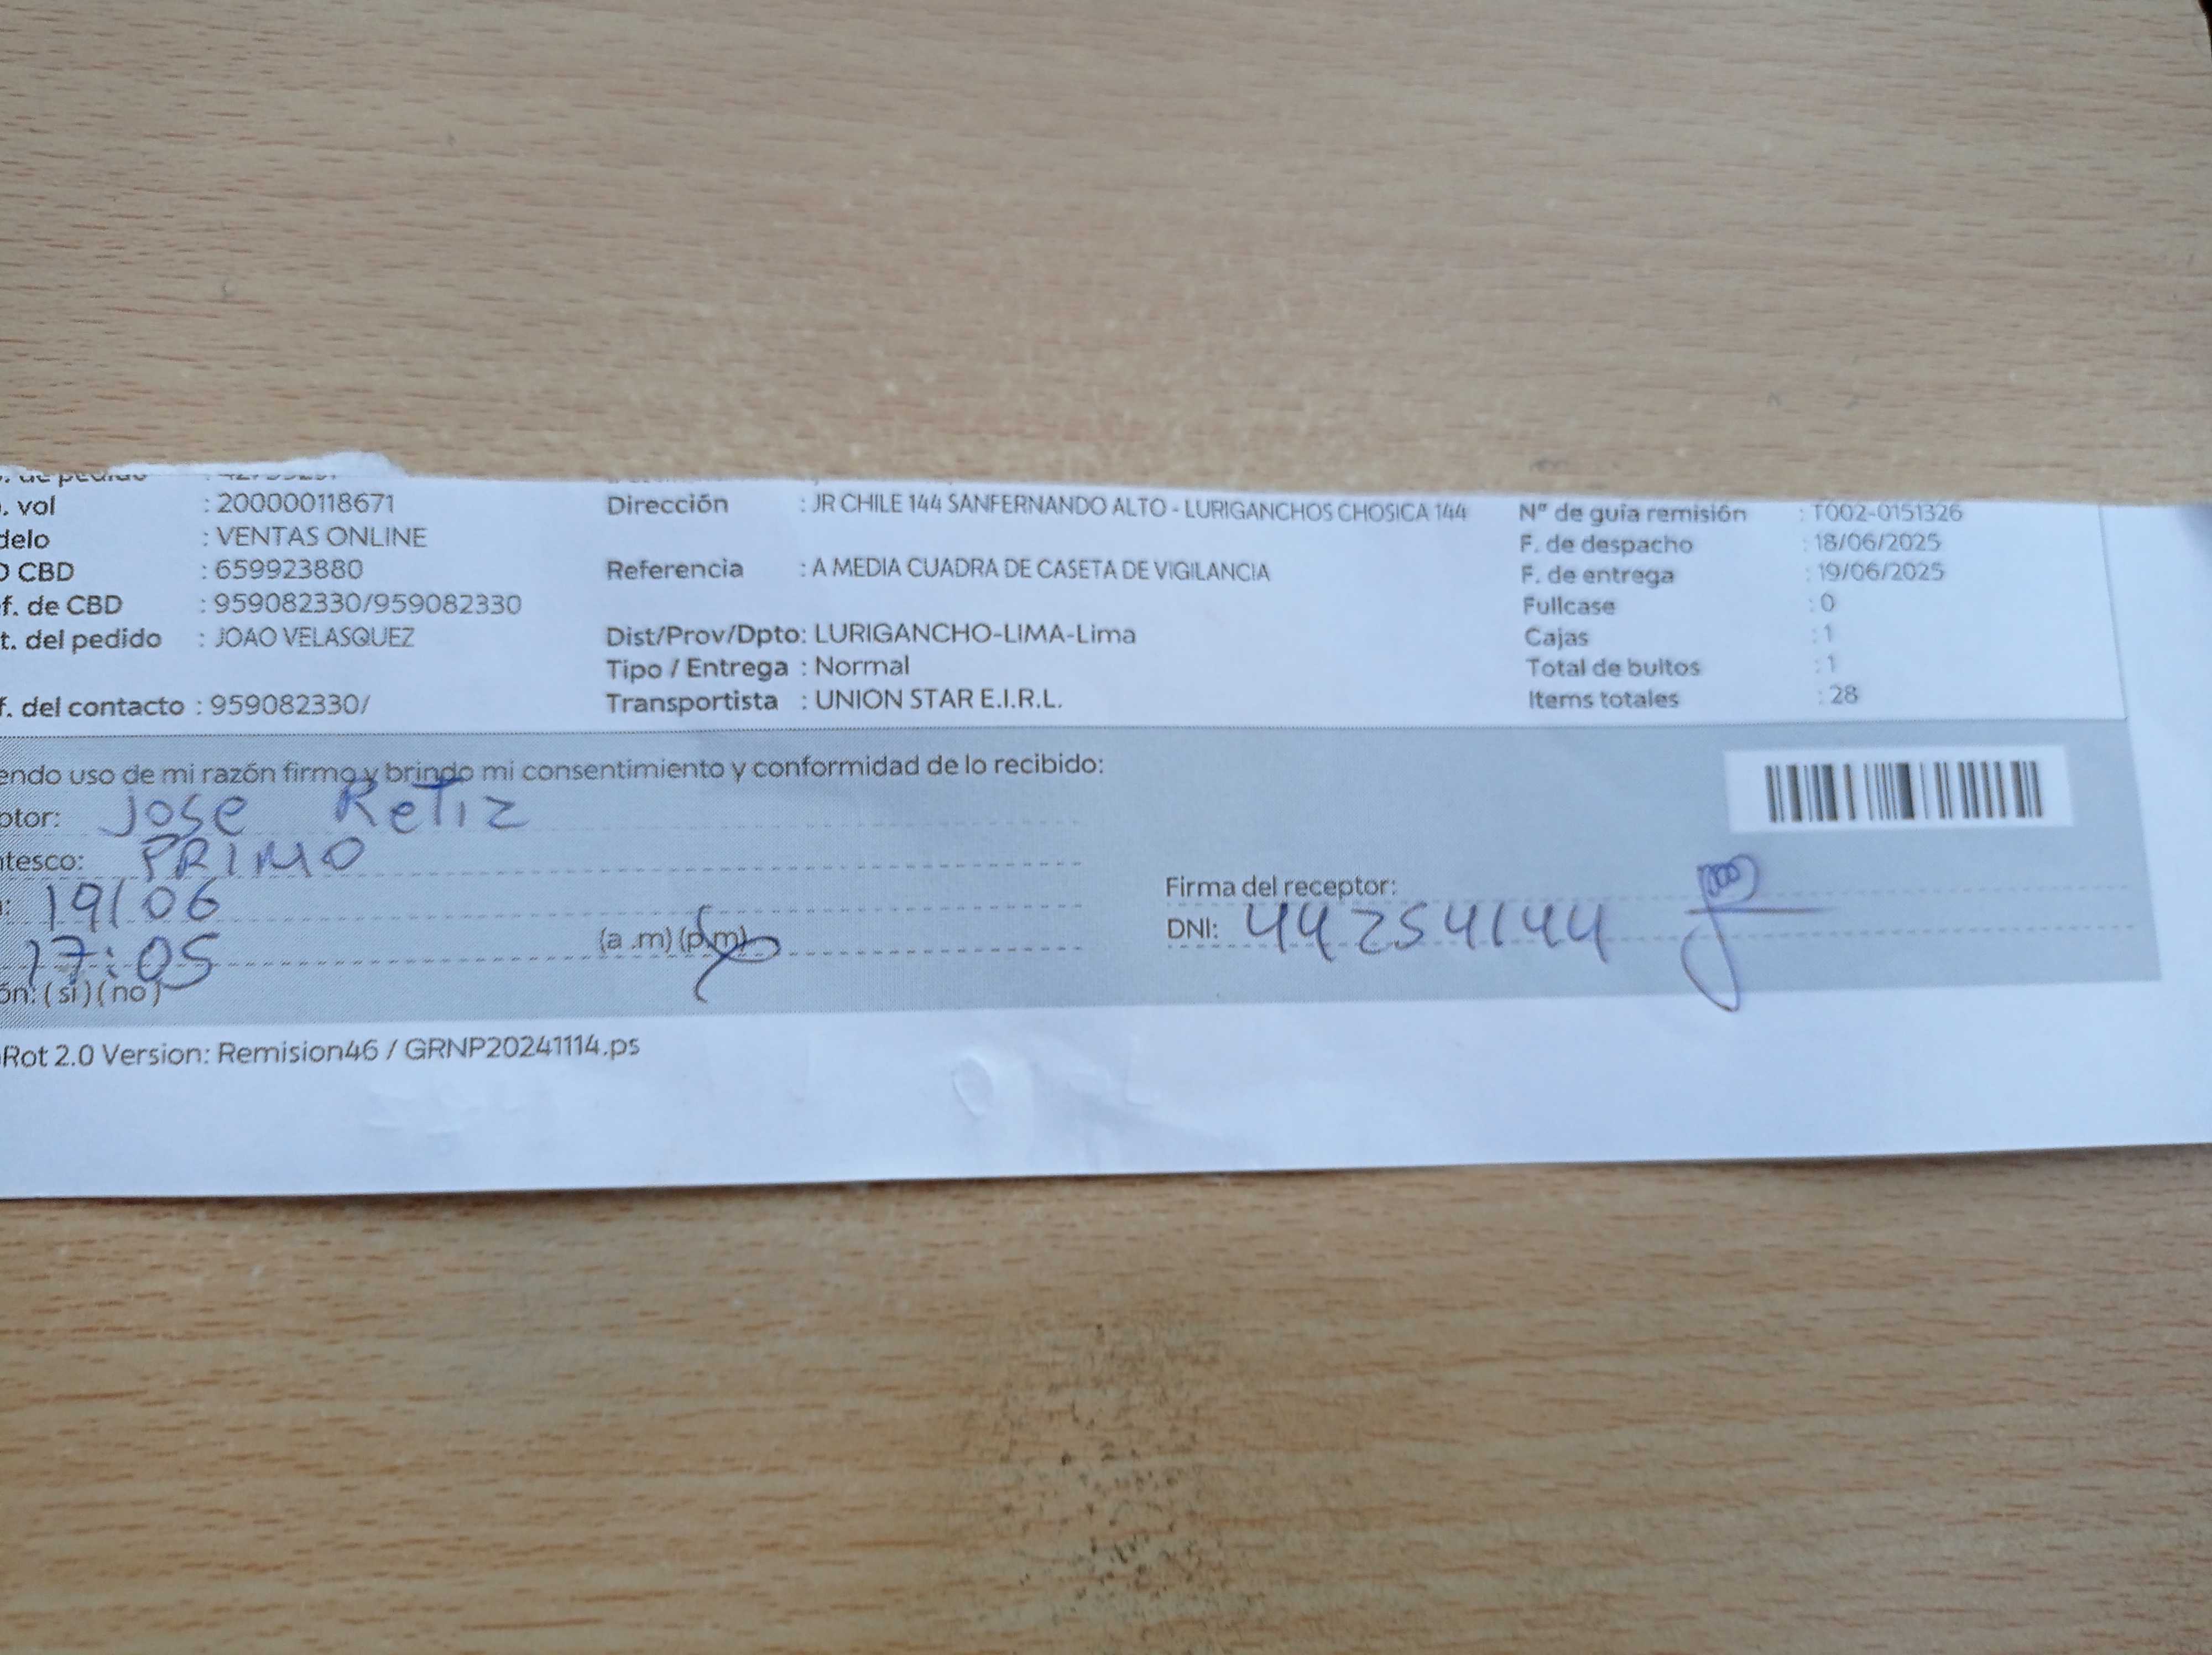 . de pedido
. vol : 200000118671
delo : VENTAS ONLINE
CBD : 659923880
f. de CBD : 959082330/959082330
t. del pedido : JOAO VELASQUEZ
f. del contacto : 959082330/
Dirección : JR CHILE 144 SANFERNANDO ALTO - LURIGANCHOS CHOSICA 144
Referencia : A MEDIA CUADRA DE CASETA DE VIGILANCIA
Dist/Prov/Dpto: LURIGANCHO-LIMA-Lima
Tipo / Entrega : Normal
Transportista : UNION STAR E.I.R.L.
Nº de guía remisión : T002-0151326
F. de despacho : 18/06/2025
F. de entrega : 19/06/2025
Fullcase : 0
Cajas : 1
Total de bultos : 1
Items totales : 28
endo uso de mi razón firmo y brindo mi consentimiento y conformidad de lo recibido:
ptor: Jose ReTiz
ntesco: PRIMO
: 19/06
17:05 (a .m) (p.m)
ón: (si) (no)
Firma del receptor:
DNI: 44254144
Rot 2.0 Version: Remision46 / GRNP20241114.ps